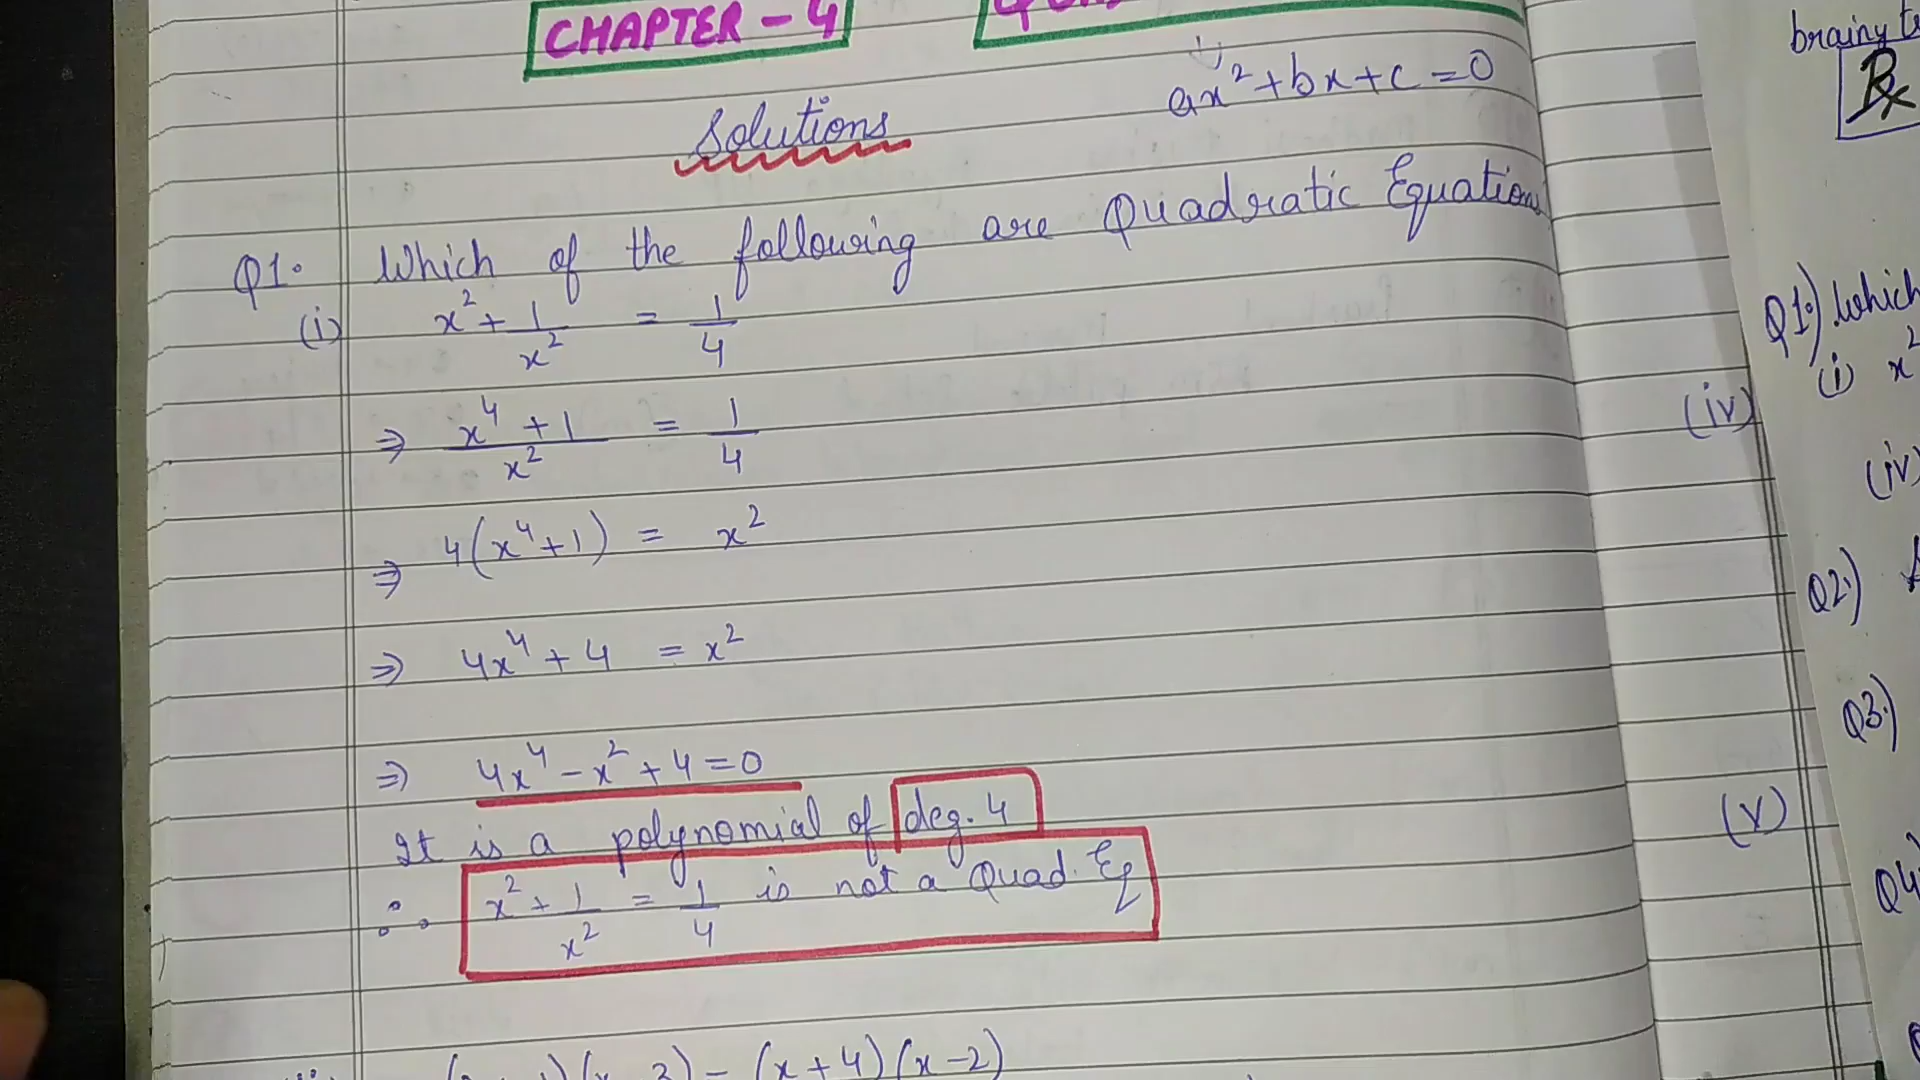 CHAPTER - 4
ax² + bx + c = 0
Solutions
Q1. Which of the following are Quadratic Equations
(i) x² + 1/x² = 1/4
⇒ (x⁴ + 1)/x² = 1/4
⇒ 4(x⁴+1) = x²
⇒ 4x⁴ + 4 = x²
⇒ 4x⁴ - x² + 4 = 0
It is a polynomial of deg. 4
∴ x² + 1/x² = 1/4 is not a Quad. Eq
(x+4)(x-2)
(iv)
(v)
brainy
Rx
Q1.) Which
(i) x²
(iv)
Q2.)
Q3.)
Q4